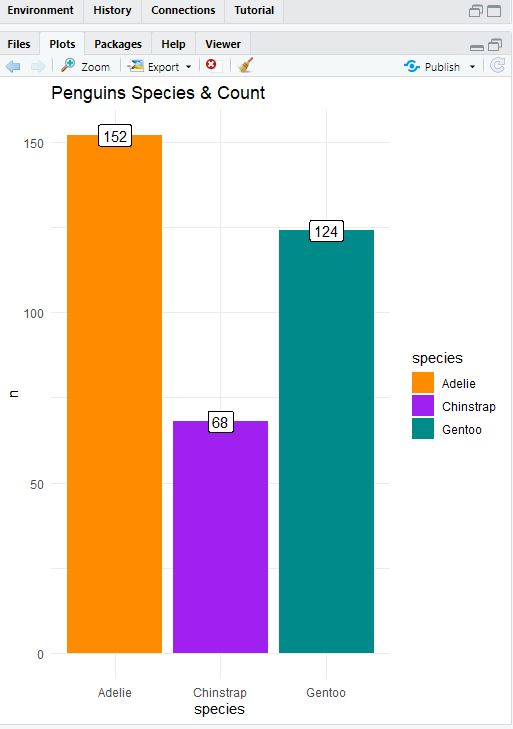 Environment History Connections Tutorial
Files Plots Packages Help Viewer
Zoom Export Publish
Penguins Species & Count
152
124
68
150
100
50
0
n
Adelie Chinstrap Gentoo
species
species
Adelie
Chinstrap
Gentoo